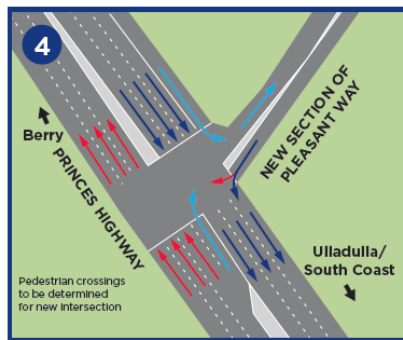 4
Berry
PRINCES HIGHWAY
NEW SECTION OF
PLEASANT WAY
Ulladulla/
South Coast
Pedestrian crossings
to be determined
for new intersection